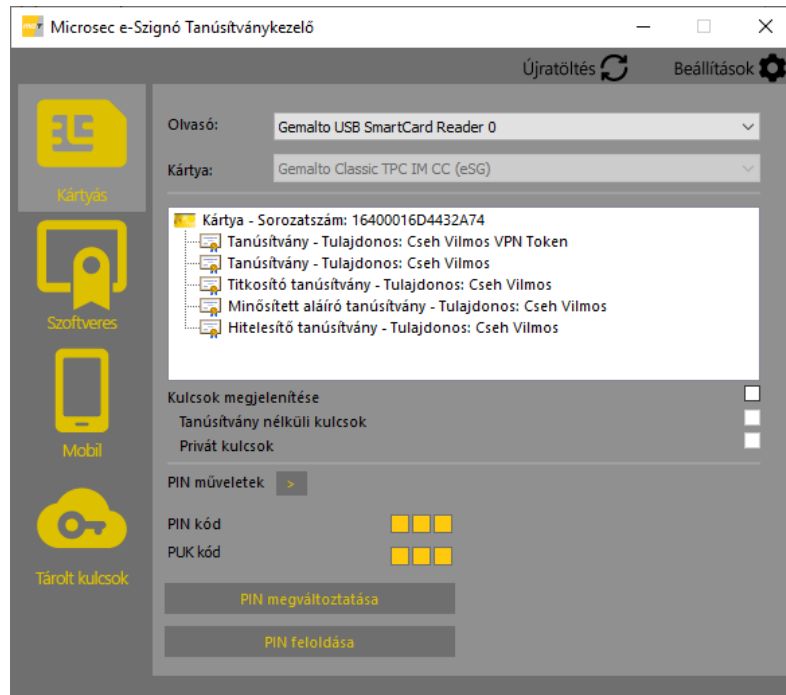 Microsec e-Szignó Tanúsítványkezelő
Újratöltés
Beállítások
Kártyás
Szoftveres
Mobil
Tárolt kulcsok
Olvasó:
Gemalto USB SmartCard Reader 0
Kártya:
Gemalto Classic TPC IM CC (eSG)
Kártya - Sorozatszám: 16400016D4432A74
Tanúsítvány - Tulajdonos: Cseh Vilmos VPN Token
Tanúsítvány - Tulajdonos: Cseh Vilmos
Titkosító tanúsítvány - Tulajdonos: Cseh Vilmos
Minősített aláíró tanúsítvány - Tulajdonos: Cseh Vilmos
Hitelesítő tanúsítvány - Tulajdonos: Cseh Vilmos
Kulcsok megjelenítése
Tanúsítvány nélküli kulcsok
Privát kulcsok
PIN műveletek >
PIN kód
PUK kód
PIN megváltoztatása
PIN feloldása